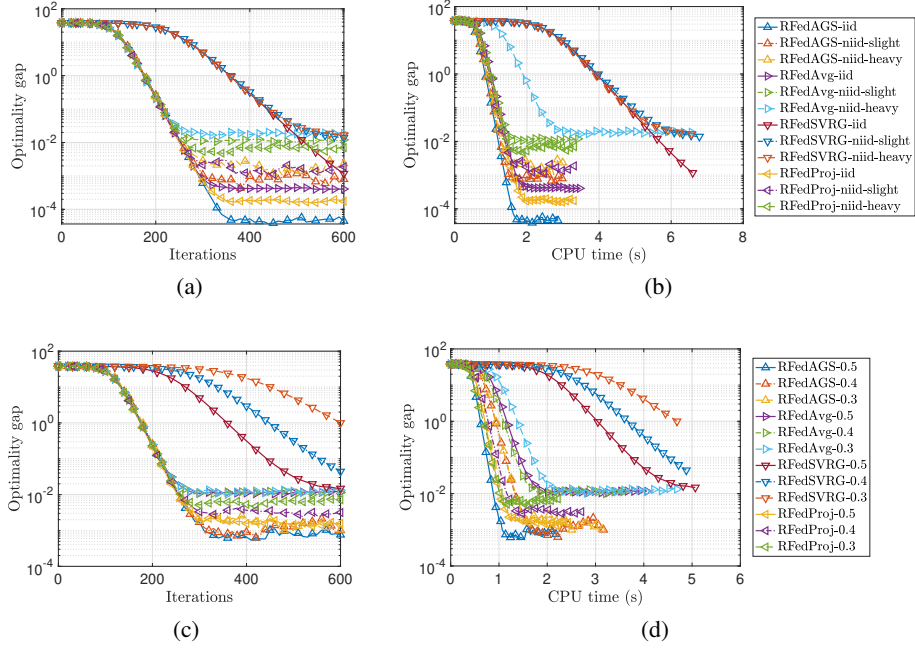 10^2
10^0
10^-2
10^-4
Optimality gap
0 200 400 600
Iterations
(a)
10^2
10^0
10^-2
10^-4
Optimality gap
0 2 4 6 8
CPU time (s)
(b)
RFedAGS-iid
RFedAGS-niid-slight
RFedAGS-niid-heavy
RFedAvg-iid
RFedAvg-niid-slight
RFedAvg-niid-heavy
RFedSVRG-iid
RFedSVRG-niid-slight
RFedSVRG-niid-heavy
RFedProj-iid
RFedProj-niid-slight
RFedProj-niid-heavy
10^2
10^0
10^-2
10^-4
Optimality gap
0 200 400 600
Iterations
(c)
10^2
10^0
10^-2
10^-4
Optimality gap
0 1 2 3 4 5 6
CPU time (s)
(d)
RFedAGS-0.5
RFedAGS-0.4
RFedAGS-0.3
RFedAvg-0.5
RFedAvg-0.4
RFedAvg-0.3
RFedSVRG-0.5
RFedSVRG-0.4
RFedSVRG-0.3
RFedProj-0.5
RFedProj-0.4
RFedProj-0.3